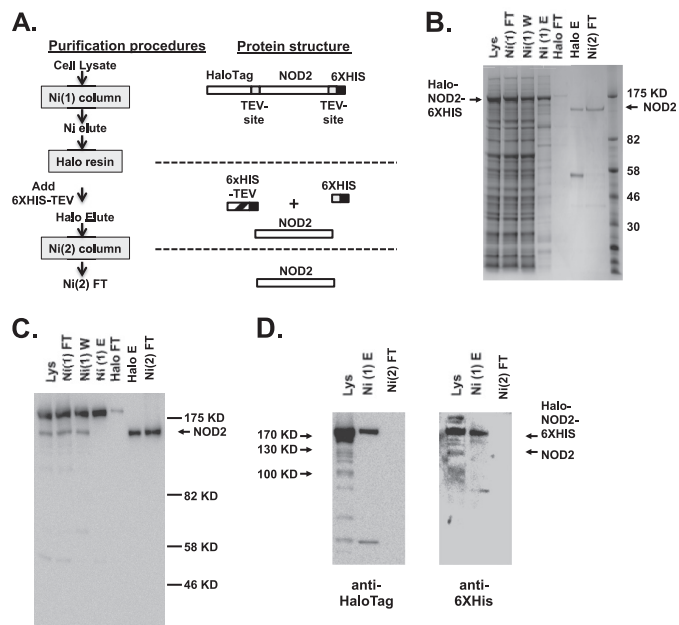 A.
Purification procedures
Cell Lysate
Ni(1) column
Ni elute
Halo resin
Add
6XHIS-TEV
Halo Elute
Ni(2) column
Ni(2) FT
Protein structure
HaloTag NOD2 6XHIS
TEV-
site
TEV-
site
6xHIS
-TEV
+
6XHIS
NOD2
NOD2
B.
Lys
Ni(1) FT
Ni(1) W
Ni (1) E
Halo FT
Halo E
Ni(2) FT
Halo-
NOD2-
6XHIS
175 KD
NOD2
82
58
46
30
C.
Lys
Ni(1) FT
Ni(1) W
Ni (1) E
Halo FT
Halo E
Ni(2) FT
175 KD
NOD2
82 KD
58 KD
46 KD
D.
Lys
Ni (1) E
Ni(2) FT
170 KD
130 KD
100 KD
anti-
HaloTag
Lys
Ni (1) E
Ni(2) FT
Halo-
NOD2-
6XHIS
NOD2
anti-
6XHis